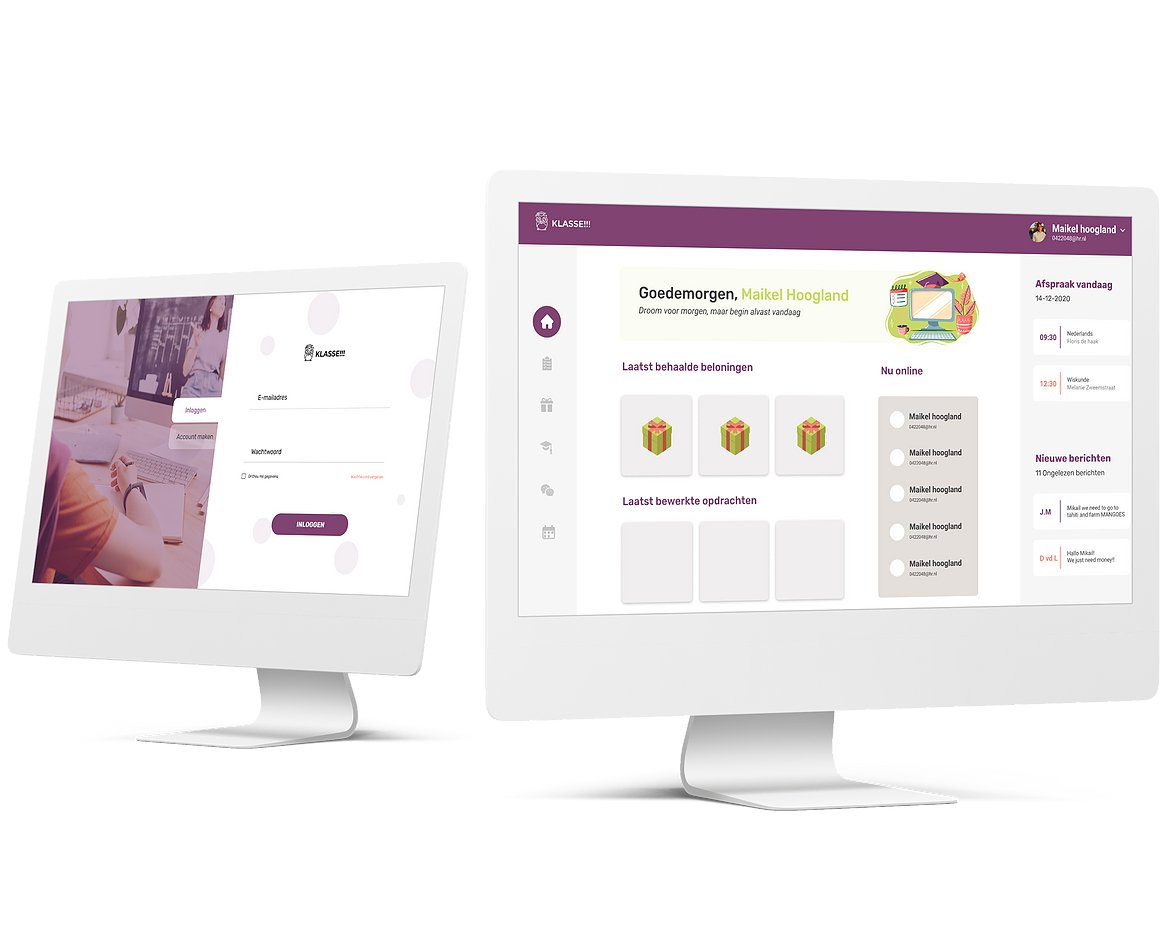 KLASSE!!!
Inloggen
Account maken
E-mailadres
Wachtwoord
Onthou mij gegevens
Wachtwoord vergeten
INLOGGEN
KLASSE!!!
Maikel hoogland
0422048@hr.nl
Goedemorgen, Maikel Hoogland
Droom voor morgen, maar begin alvast vandaag
Laatst behaalde beloningen
Laatst bewerkte opdrachten
Nu online
Maikel hoogland
0422048@hr.nl
Maikel hoogland
0422048@hr.nl
Maikel hoogland
0422048@hr.nl
Maikel hoogland
0422048@hr.nl
Maikel hoogland
0422048@hr.nl
Afspraak vandaag
14-12-2020
09:30
Nederlands
Floris de haak
12:30
Wiskunde
Melanie Zweemstraat
Nieuwe berichten
11 Ongelezen berichten
J.M
Mikail we need to go to
tahiti and farm MANGOES
D vd L
Hallo Mikail!
We just need money!!